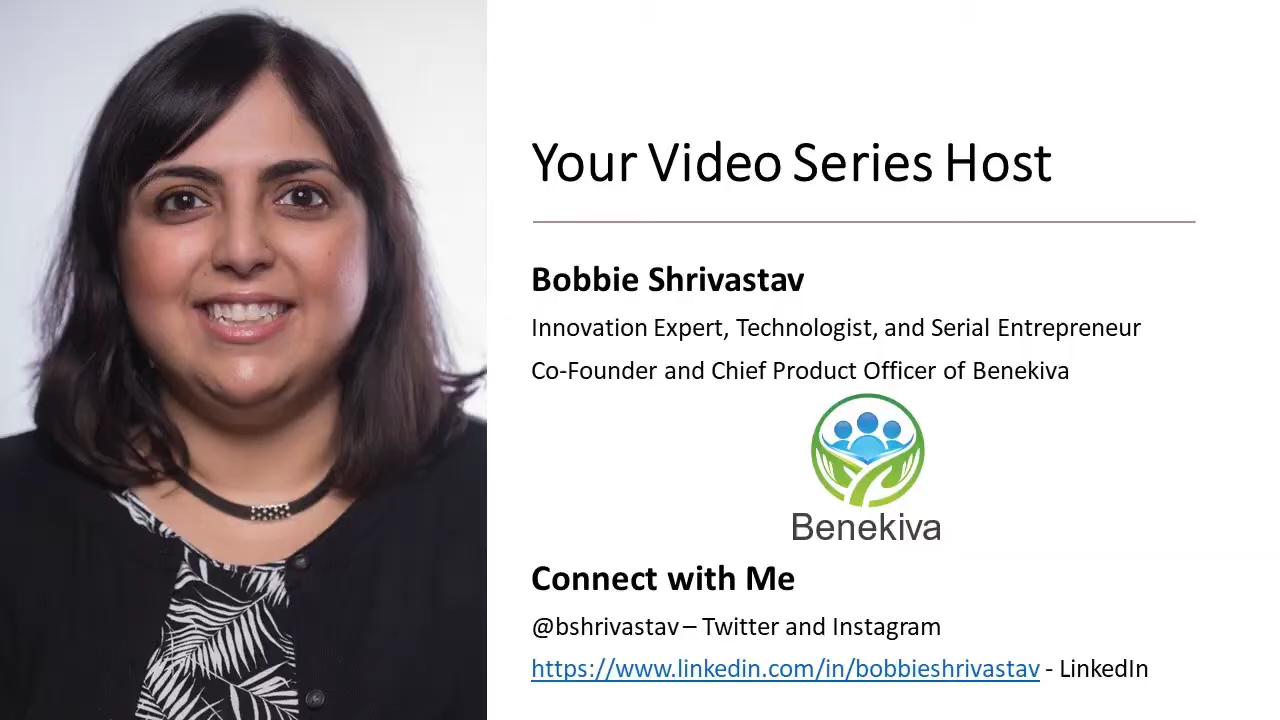 Your Video Series Host
Bobbie Shrivastav
Innovation Expert, Technologist, and Serial Entrepreneur
Co-Founder and Chief Product Officer of Benekiva
Benekiva
Connect with Me
@bshrivastav – Twitter and Instagram
https://www.linkedin.com/in/bobbieshrivastav - LinkedIn